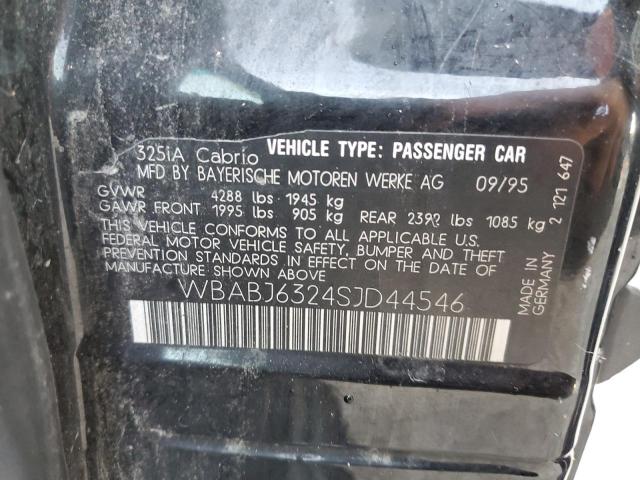 325iA Cabrio VEHICLE TYPE: PASSENGER CAR
MFD BY BAYERISCHE MOTOREN WERKE AG 09/95
GVWR 4288 lbs 1945 kg
GAWR FRONT 1995 lbs 905 kg REAR 2392 lbs 1085 kg
THIS VEHICLE CONFORMS TO ALL APPLICABLE U.S.
FEDERAL MOTOR VEHICLE SAFETY, BUMPER AND THEFT
PREVENTION STANDARDS IN EFFECT ON THE DATE OF
MANUFACTURE SHOWN ABOVE.
WBABJ6324SJD44546
2 121 647
MADE IN
GERMANY